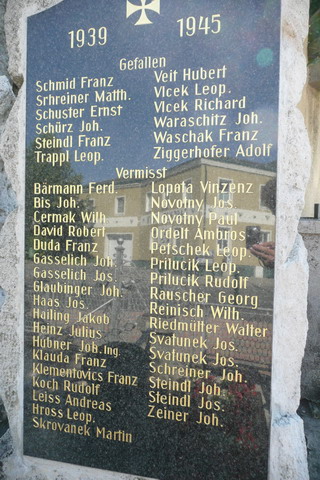 1939 1945
Gefallen
Schmid Franz
Schreiner Matth.
Schuster Ernst
Schürz Joh.
Steindl Franz
Trappl Leop.
Veit Hubert
Vlcek Leop.
Vlcek Richard
Waraschitz Joh.
Waschak Franz
Ziggerhofer Adolf
Vermisst
Bärmann Ferd.
Bis Joh.
Cermak Wilh
David Robert
Duda Franz
Gasselich Joh.
Gasselich Jos.
Glaubinger Joh.
Haas Jos.
Hailing Jakob
Heinz Julius
Hübner Joh. Ing.
Klauda Franz
Klementovics Franz
Koch Rudolf
Leiss Andreas
Hross Leop.
Skrovanek Martin
Lopota Vinzenz
Novotny Jos.
Novotny Paul
Ordelt Ambros
Petschek Leop.
Prilucik Leop.
Prilucik Rudolf
Rauscher Georg
Reinisch Wilh.
Riedmüller Walter
Svatunek Jos.
Svatunek Jos.
Schreiner Joh.
Steindl Joh.
Steindl Jos.
Zeiner Joh.